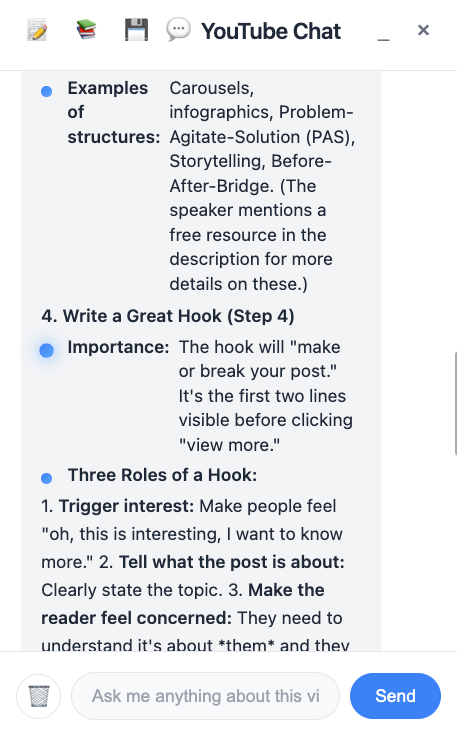 YouTube Chat
Examples of structures:
Carousels,
infographics, Problem-
Agitate-Solution (PAS),
Storytelling, Before-
After-Bridge. (The
speaker mentions a
free resource in the
description for more
details on these.)
4. Write a Great Hook (Step 4)
Importance:
The hook will "make
or break your post."
It's the first two lines
visible before clicking
"view more."
Three Roles of a Hook:
1. Trigger interest: Make people feel
"oh, this is interesting, I want to know
more." 2. Tell what the post is about:
Clearly state the topic. 3. Make the
reader feel concerned: They need to
understand it's about *them* and they
Ask me anything about this vi
Send